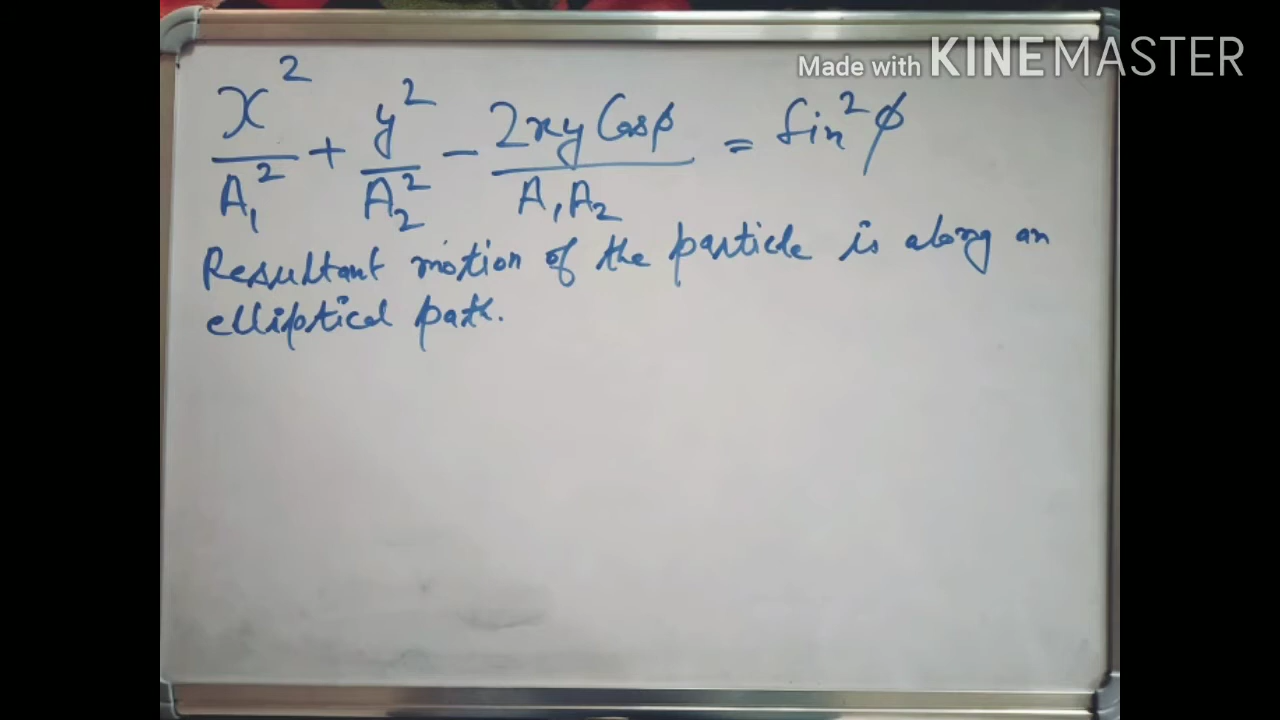 Made with KINEMASTER
x²/A₁² + y²/A₂² - 2xy Cosϕ/A₁A₂ = Sin²ϕ
Resultant motion of the particle is along an
elliptical path.